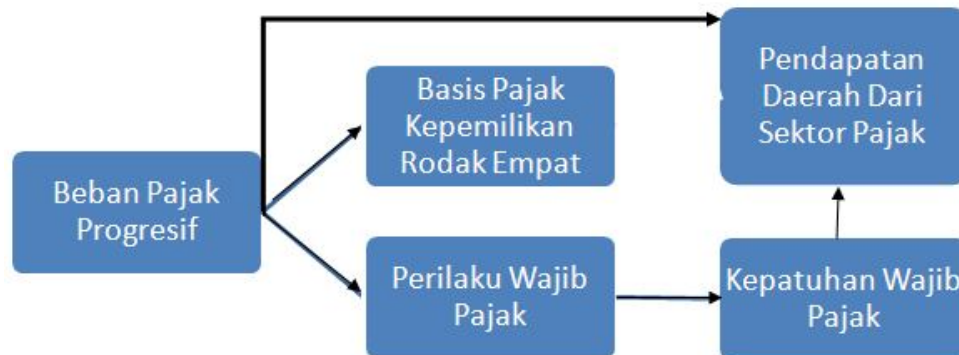 Beban Pajak
Progresif
Basis Pajak
Kepemilikan
Rodak Empat
Perilaku Wajib
Pajak
Pendapatan
Daerah Dari
Sektor Pajak
Kepatuhan Wajib
Pajak